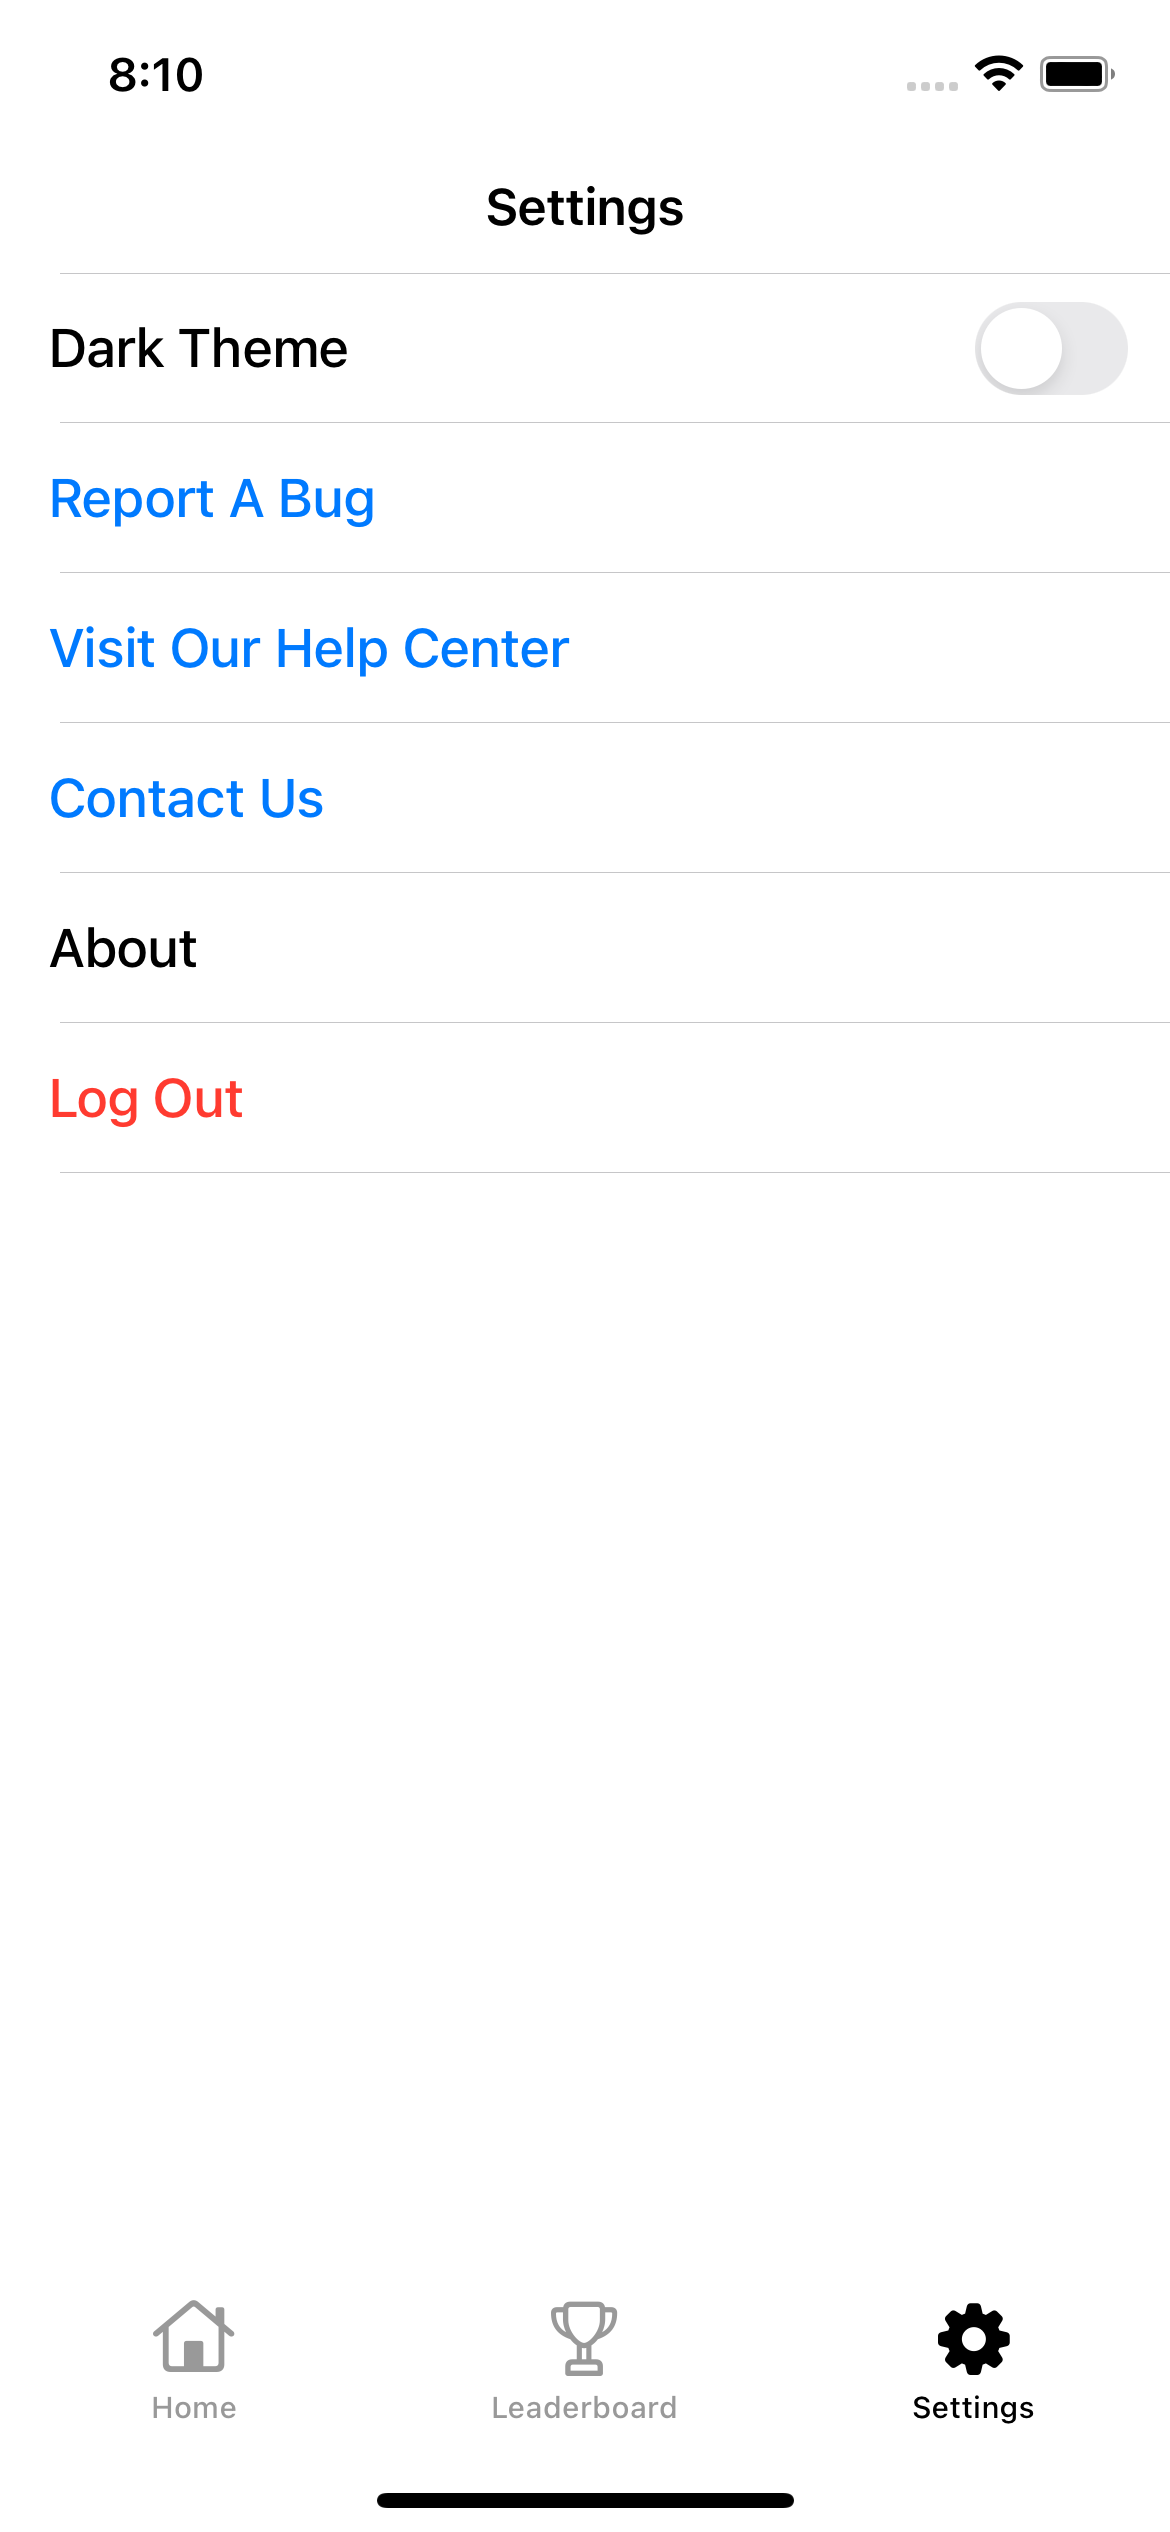 8:10
Settings
Dark Theme
Report A Bug
Visit Our Help Center
Contact Us
About
Log Out
Home
Leaderboard
Settings